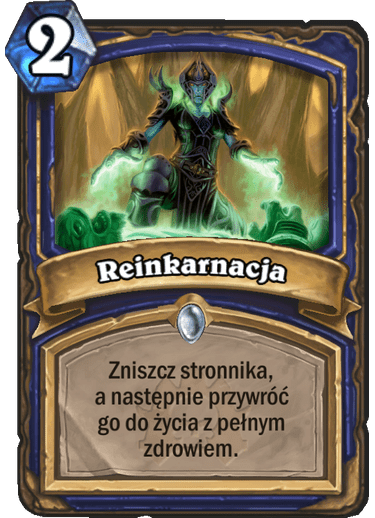 2
Reinkarnacja
Zniszcz stronnika,
a następnie przywróć
go do życia z pełnym
zdrowiem.